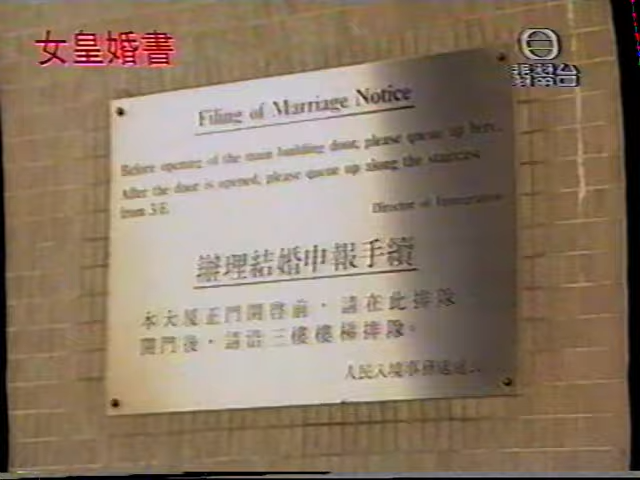 女皇婚書
翡翠台
Filing of Marriage Notice
Before opening of the main building door, please queue up here.
After the door is opened, please queue up along the staircase
from 3/F.
Director of Immigration
辦理結婚申報手續
本大廈正門開啓前，請在此排隊
開門後，請沿三樓樓梯排隊。
人民入境事務處處